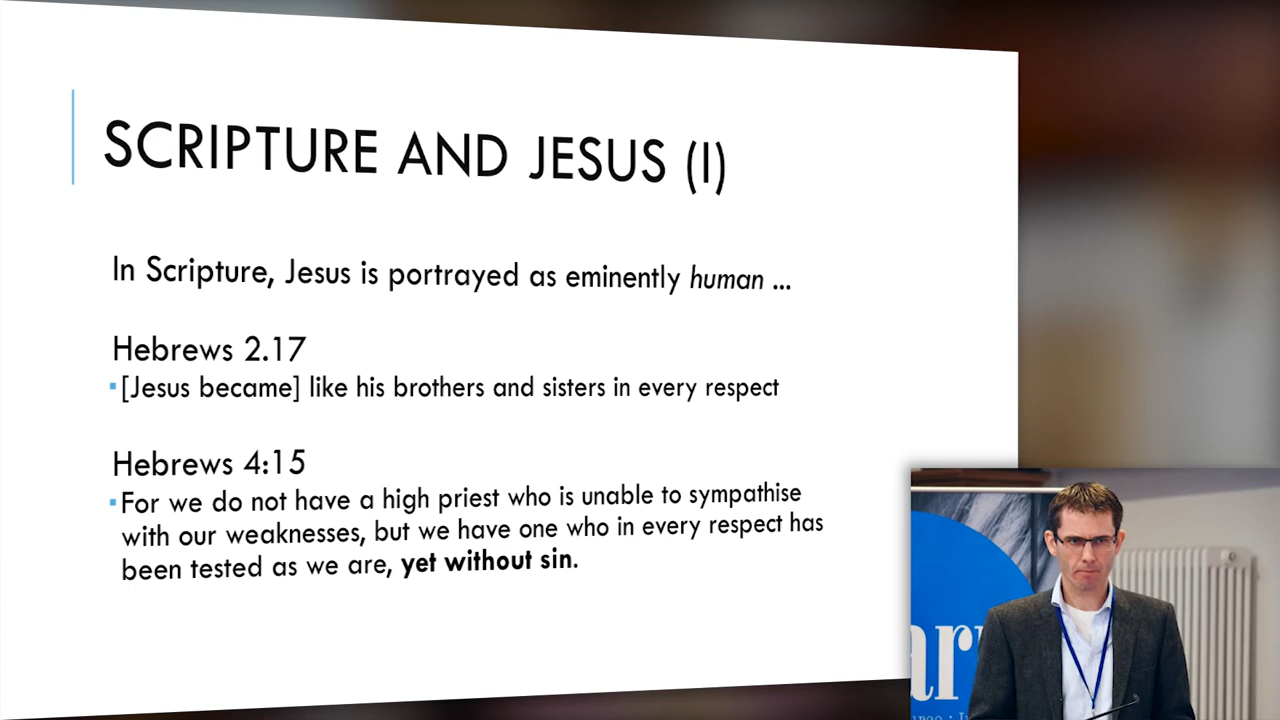 SCRIPTURE AND JESUS (I)
In Scripture, Jesus is portrayed as eminently human ...
Hebrews 2.17
▪[Jesus became] like his brothers and sisters in every respect
Hebrews 4:15
▪For we do not have a high priest who is unable to sympathise
with our weaknesses, but we have one who in every respect has
been tested as we are, yet without sin.